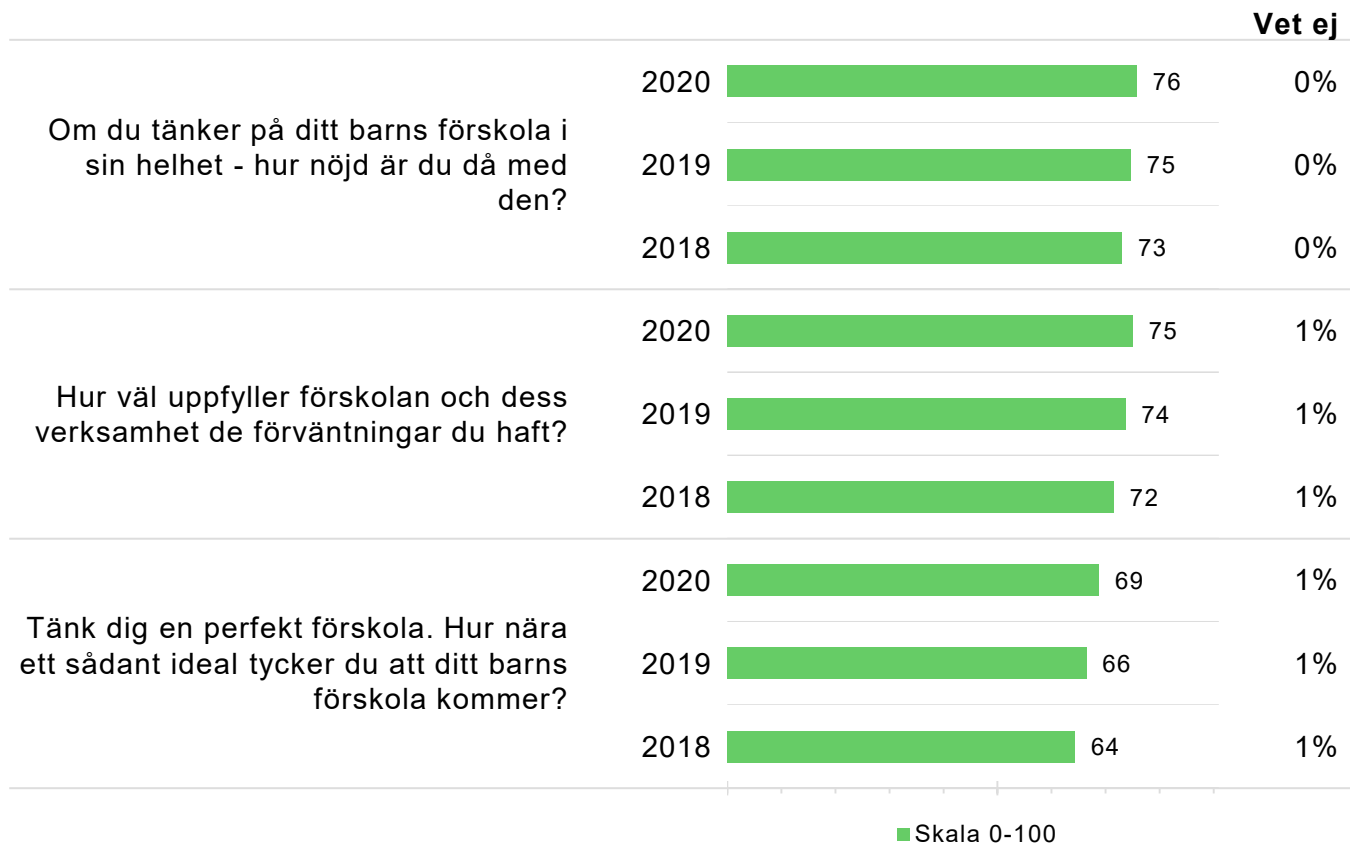 Vet ej
2020 76 0%
Om du tänker på ditt barns förskola i
sin helhet - hur nöjd är du då med
den?
2019 75 0%
2018 73 0%
2020 75 1%
Hur väl uppfyller förskolan och dess
verksamhet de förväntningar du haft?
2019 74 1%
2018 72 1%
2020 69 1%
Tänk dig en perfekt förskola. Hur nära
ett sådant ideal tycker du att ditt barns
förskola kommer?
2019 66 1%
2018 64 1%
Skala 0-100